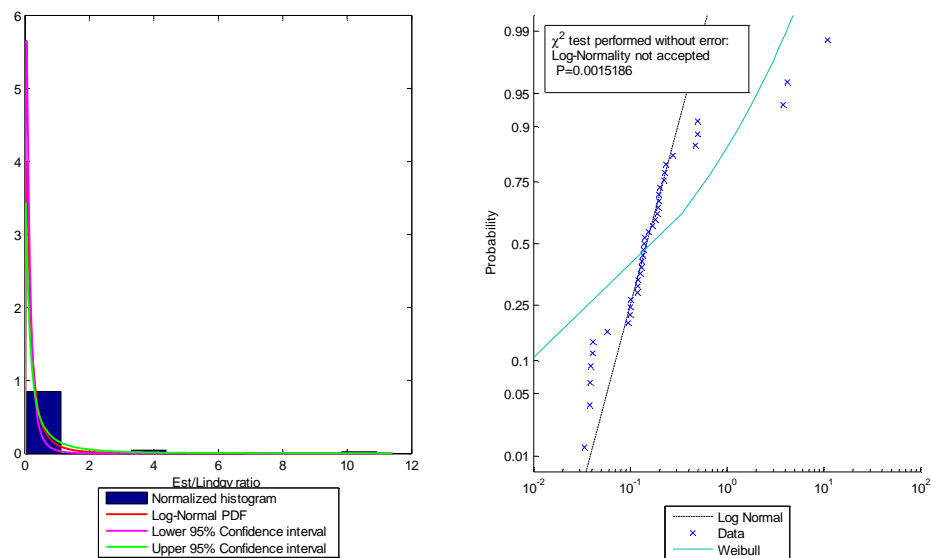 6
5
4
3
2
1
0
0
2
4
6
8
10
12
Est/Lindgv ratio
Normalized histogram
Log-Normal PDF
Lower 95% Confidence interval
Upper 95% Confidence interval
χ² test performed without error:
Log-Normality not accepted
P=0.0015186
Probability
0.99
0.95
0.9
0.75
0.5
0.25
0.1
0.05
0.01
10⁻²
10⁻¹
10⁰
10¹
10²
Log Normal
Data
Weibull